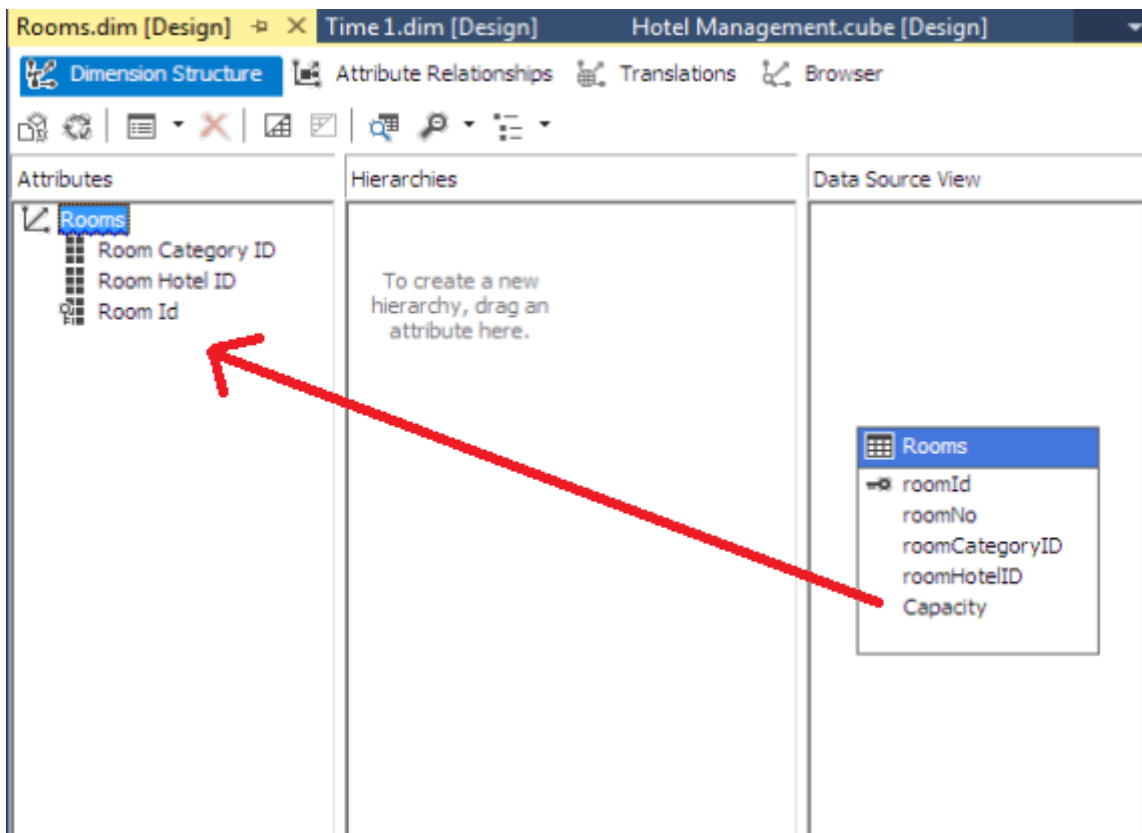 Rooms.dim [Design] Time 1.dim [Design] Hotel Management.cube [Design]
Dimension Structure Attribute Relationships Translations Browser
Attributes Hierarchies Data Source View
Rooms
Room Category ID
Room Hotel ID
Room Id
To create a new
hierarchy, drag an
attribute here.
Rooms
roomId
roomNo
roomCategoryID
roomHotelID
Capacity